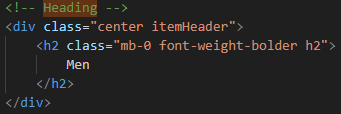 <!-- Heading -->
<div class="center itemHeader">
    <h2 class="mb-0 font-weight-bolder h2">
        Men
    </h2>
</div>